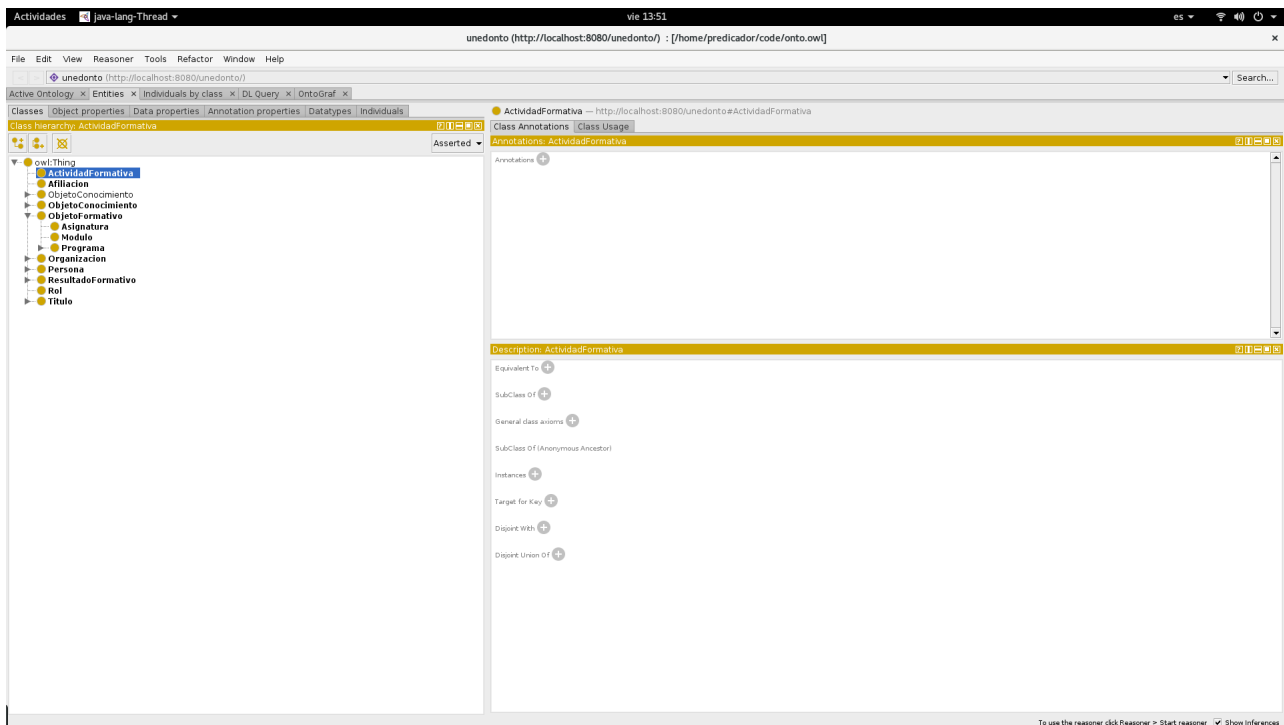 Actividades java-lang-Thread vie 13:51 es
unedonto (http://localhost:8080/unedonto/) : [/home/predicador/code/onto.owl]
File Edit View Reasoner Tools Refactor Window Help
unedonto (http://localhost:8080/unedonto/) Search...
Active Ontology Entities Individuals by class DL Query OntoGraf
Classes Object properties Data properties Annotation properties Datatypes Individuals
Class hierarchy: ActividadFormativa
Asserted
owl:Thing
ActividadFormativa
Afiliacion
ObjetoConocimiento
ObjetoConocimiento
ObjetoFormativo
Asignatura
Modulo
Programa
Organizacion
Persona
ResultadoFormativo
Rol
Titulo
ActividadFormativa — http://localhost:8080/unedonto#ActividadFormativa
Class Annotations Class Usage
Annotations: ActividadFormativa
Annotations
Description: ActividadFormativa
Equivalent To
SubClass Of
General class axioms
SubClass Of (Anonymous Ancestor)
Instances
Target for Key
Disjoint With
Disjoint Union Of
To use the reasoner click Reasoner > Start reasoner Show Inferences